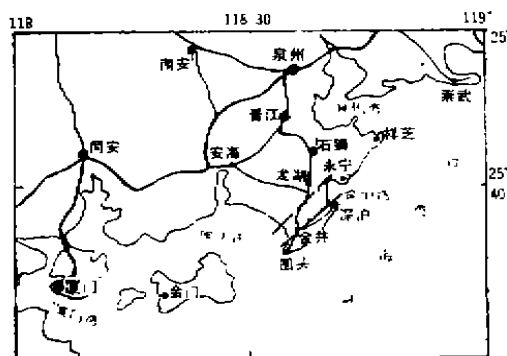 118
118 30
119°
25°
南安
泉州
崇武
晋江
祥芝
石狮
同安
安海
永宁
龙湖
25°
40
深沪
金井
围头
厦门
金门